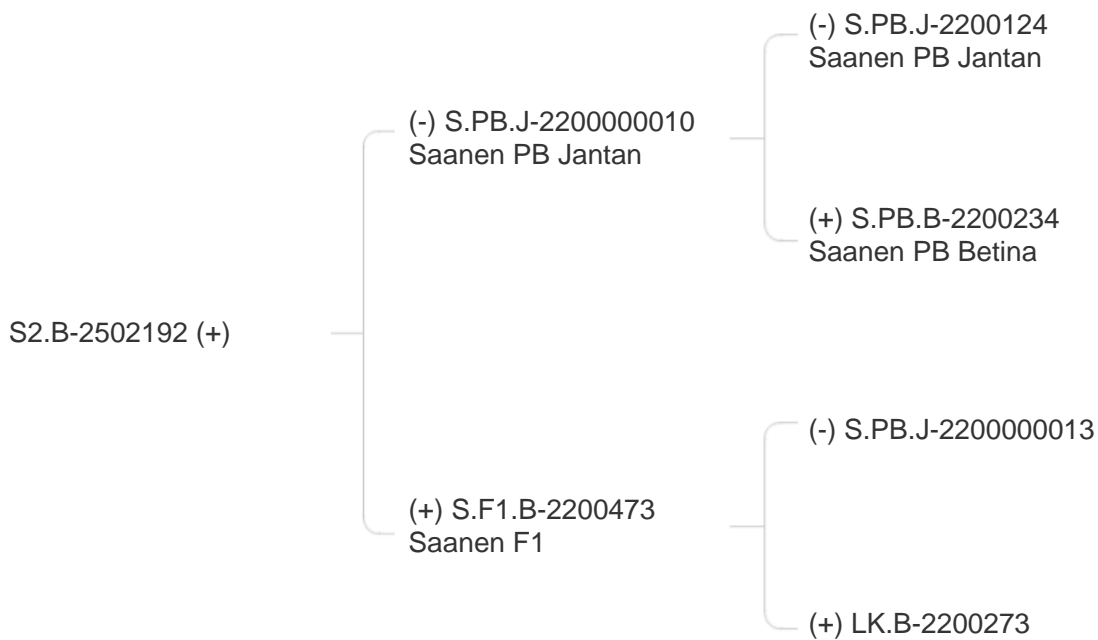 (-) S.PB.J-2200124
Saanen PB Jantan
(-) S.PB.J-2200000010
Saanen PB Jantan
(+) S.PB.B-2200234
Saanen PB Betina
S2.B-2502192 (+)
(-) S.PB.J-2200000013
(+) S.F1.B-2200473
Saanen F1
(+) LK.B-2200273